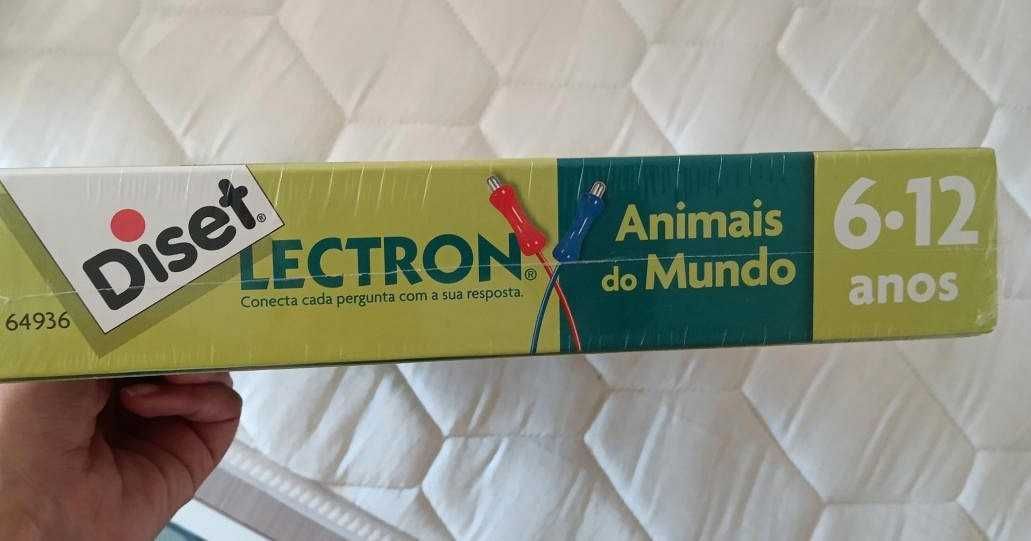 Diset®
64936
LECTRON®
Conecta cada pergunta com a sua resposta.
Animais
do Mundo
6·12
anos